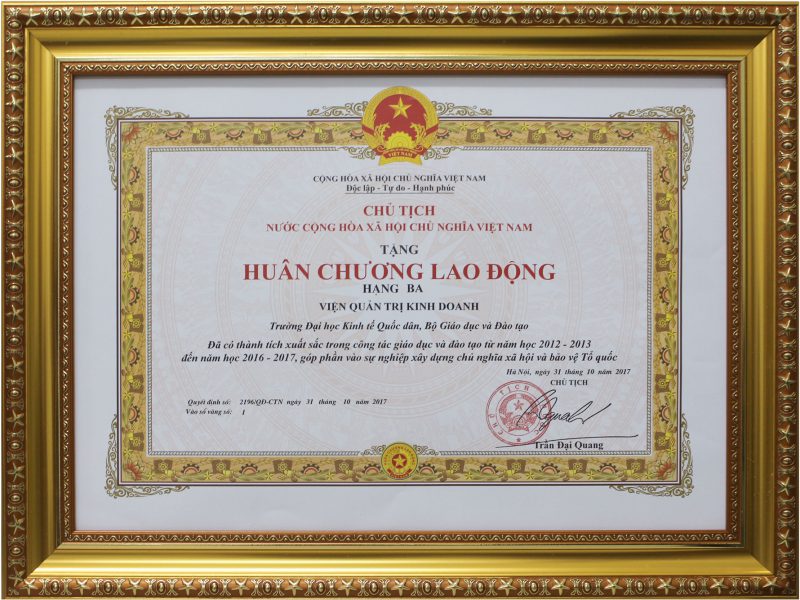 VIỆT NAM
CỘNG HÒA XÃ HỘI CHỦ NGHĨA VIỆT NAM
Độc lập - Tự do - Hạnh phúc
CHỦ TỊCH
NƯỚC CỘNG HÒA XÃ HỘI CHỦ NGHĨA VIỆT NAM
TẶNG
HUÂN CHƯƠNG LAO ĐỘNG
HẠNG BA
VIỆN QUẢN TRỊ KINH DOANH
Trường Đại học Kinh tế Quốc dân, Bộ Giáo dục và Đào tạo
Đã có thành tích xuất sắc trong công tác giáo dục và đào tạo từ năm học 2012 - 2013
đến năm học 2016 - 2017, góp phần vào sự nghiệp xây dựng chủ nghĩa xã hội và bảo vệ Tổ quốc
Hà Nội, ngày 31 tháng 10 năm 2017
CHỦ TỊCH
Quyết định số: 2196/QĐ-CTN ngày 31 tháng 10 năm 2017
Vào sổ vàng số: 1
CHỦ TỊCH
Trần Đại Quang